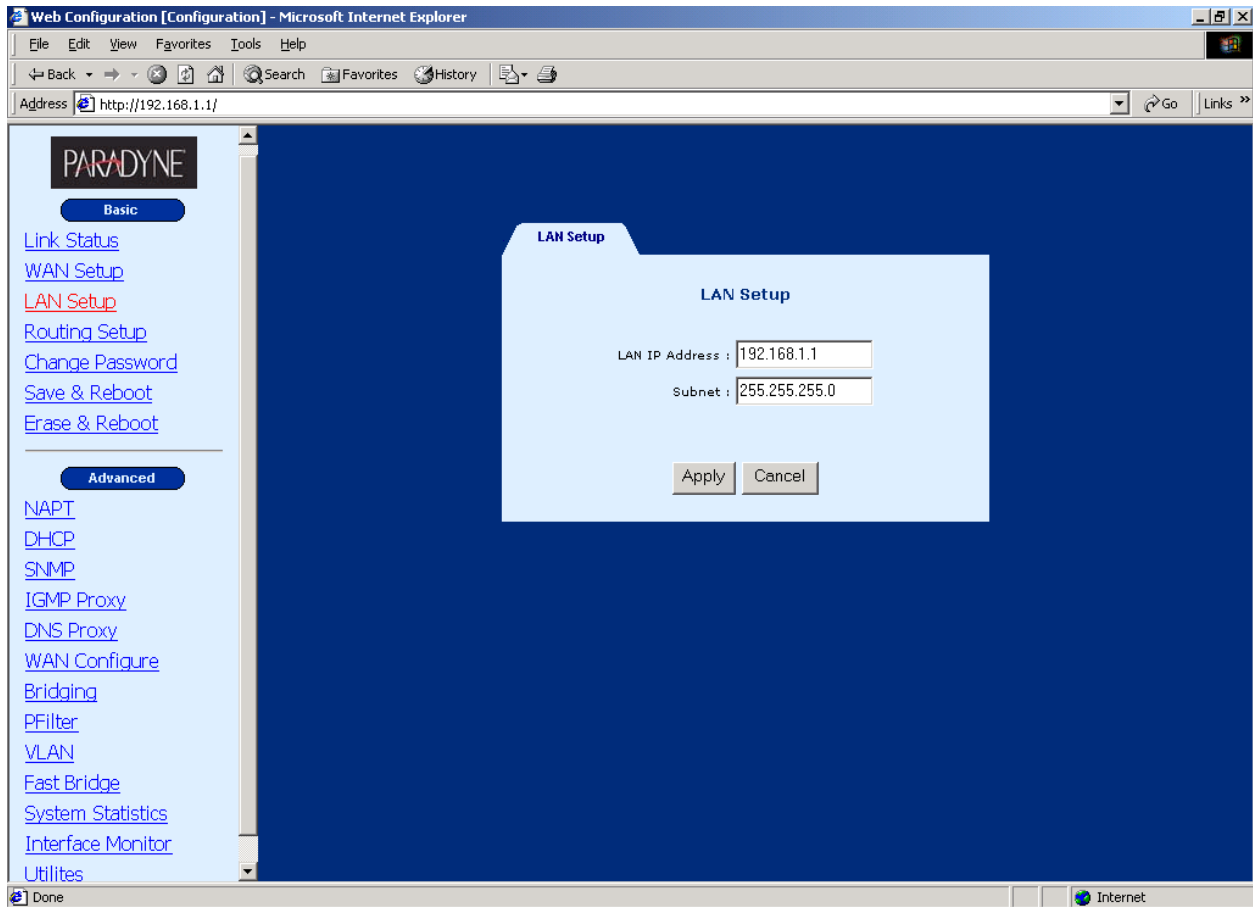 Web Configuration [Configuration] - Microsoft Internet Explorer
File Edit View Favorites Tools Help
Back Search Favorites History
Address http://192.168.1.1/ Go Links »
PARADYNE
Basic
Link Status
WAN Setup
LAN Setup
Routing Setup
Change Password
Save & Reboot
Erase & Reboot
Advanced
NAPT
DHCP
SNMP
IGMP Proxy
DNS Proxy
WAN Configure
Bridging
PFilter
VLAN
Fast Bridge
System Statistics
Interface Monitor
Utilites
LAN Setup
LAN Setup
LAN IP Address : 192.168.1.1
Subnet : 255.255.255.0
Apply Cancel
Done Internet